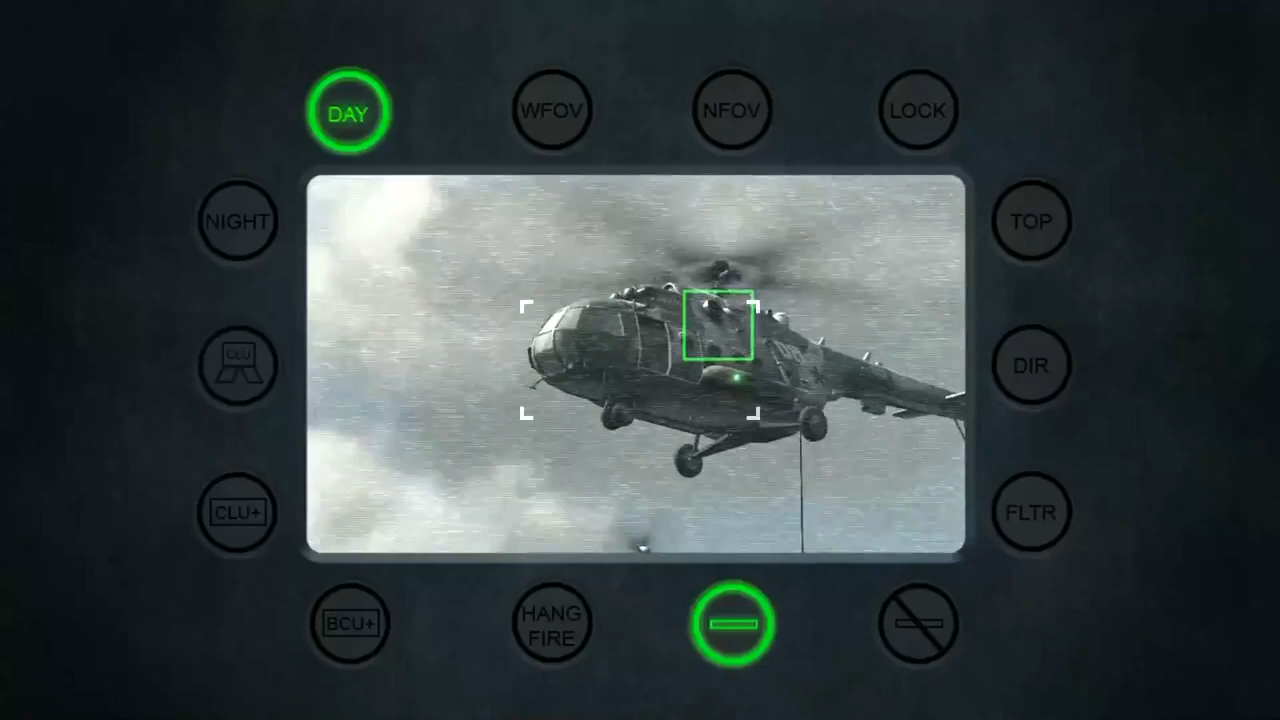 DAY
WFOV
NFOV
LOCK
NIGHT
TOP
CLU
DIR
CLU+
FLTR
BCU+
HANG
FIRE